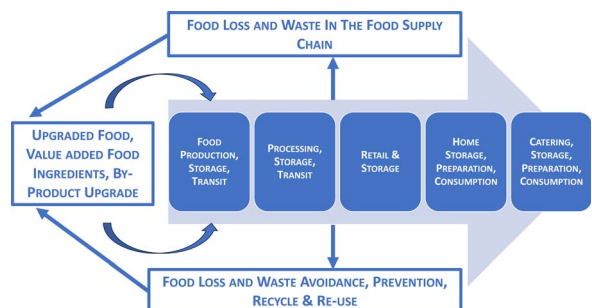 FOOD LOSS AND WASTE IN THE FOOD SUPPLY
CHAIN
UPGRADED FOOD,
VALUE ADDED FOOD
INGREDIENTS, BY-
PRODUCT UPGRADE
FOOD
PRODUCTION,
STORAGE,
TRANSIT
PROCESSING,
STORAGE,
TRANSIT
RETAIL &
STORAGE
HOME
STORAGE,
PREPARATION,
CONSUMPTION
CATERING,
STORAGE,
PREPARATION,
CONSUMPTION
FOOD LOSS AND WASTE AVOIDANCE, PREVENTION,
RECYCLE & RE-USE